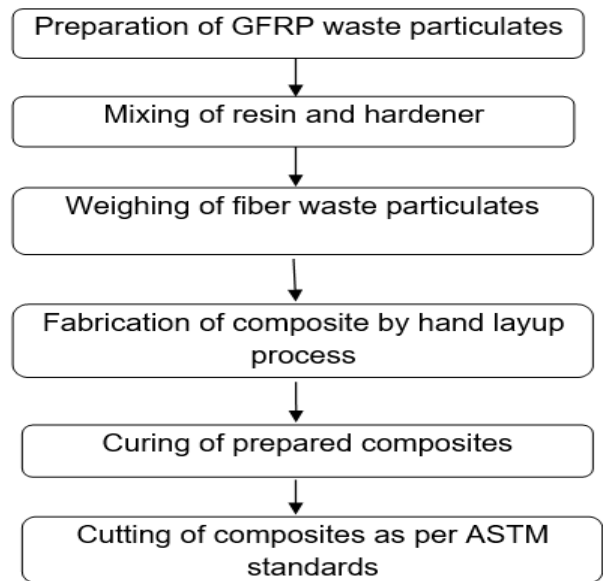 Preparation of GFRP waste particulates
Mixing of resin and hardener
Weighing of fiber waste particulates
Fabrication of composite by hand layup
process
Curing of prepared composites
Cutting of composites as per ASTM
standards